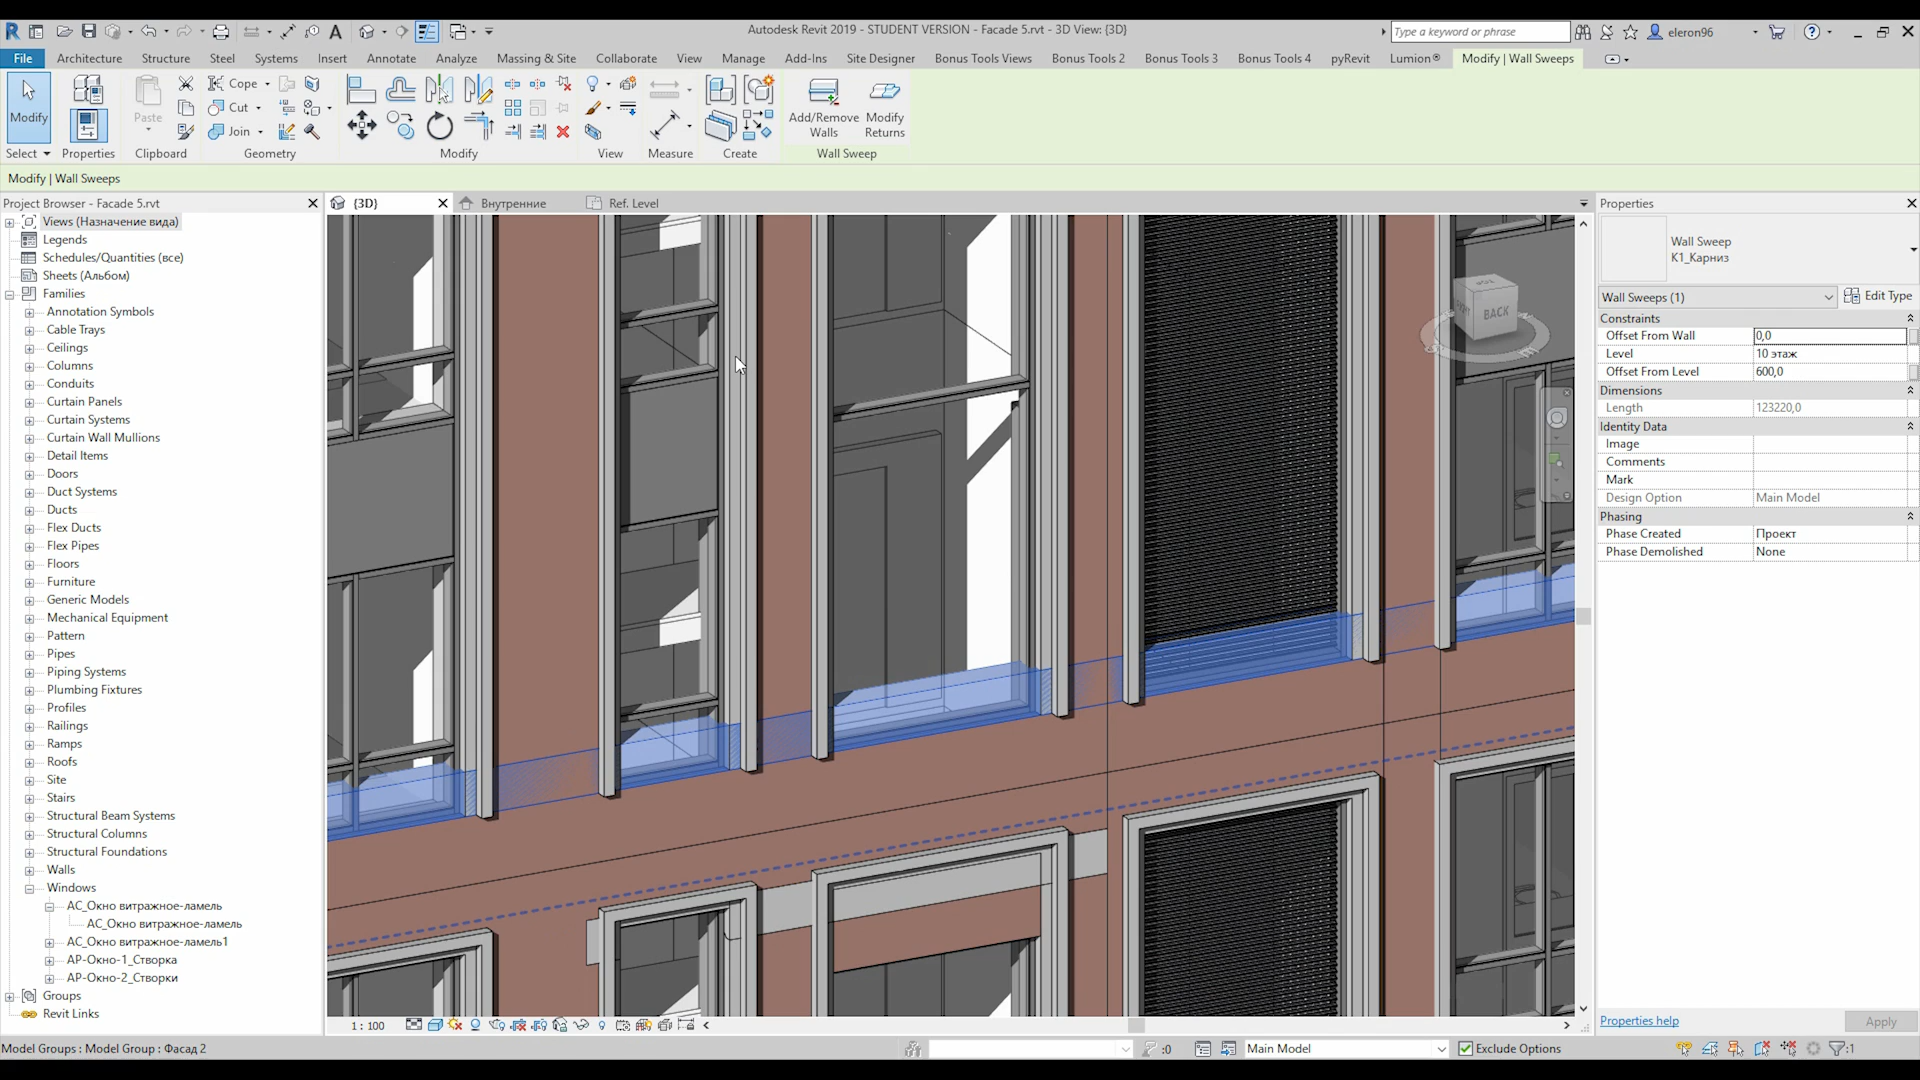 Autodesk Revit 2019 - STUDENT VERSION - Facade 5.rvt - 3D View: {3D}
Type a keyword or phrase
eleron96
File Architecture Structure Steel Systems Insert Annotate Analyze Massing & Site Collaborate View Manage Add-Ins Site Designer Bonus Tools Views Bonus Tools 2 Bonus Tools 3 Bonus Tools 4 pyRevit Lumion® Modify | Wall Sweeps
Modify
Paste
Cope
Cut
Join
Add/Remove Walls
Modify Returns
Select Properties Clipboard Geometry Modify View Measure Create Wall Sweep
Modify | Wall Sweeps
Project Browser - Facade 5.rvt
Views (Назначение вида)
Legends
Schedules/Quantities (все)
Sheets (Альбом)
Families
Annotation Symbols
Cable Trays
Ceilings
Columns
Conduits
Curtain Panels
Curtain Systems
Curtain Wall Mullions
Detail Items
Doors
Duct Systems
Ducts
Flex Ducts
Flex Pipes
Floors
Furniture
Generic Models
Mechanical Equipment
Pattern
Pipes
Piping Systems
Plumbing Fixtures
Profiles
Railings
Ramps
Roofs
Site
Stairs
Structural Beam Systems
Structural Columns
Structural Foundations
Walls
Windows
АС_Окно витражное-ламель
АС_Окно витражное-ламель
АС_Окно витражное-ламель1
АР-Окно-1_Створка
АР-Окно-2_Створки
Groups
Revit Links
{3D} Внутренние Ref. Level
BACK
1 : 100
Properties
Wall Sweep
К1_Карниз
Wall Sweeps (1) Edit Type
Constraints
Offset From Wall 0,0
Level 10 этаж
Offset From Level 600,0
Dimensions
Length 123220,0
Identity Data
Image
Comments
Mark
Design Option Main Model
Phasing
Phase Created Проект
Phase Demolished None
Properties help Apply
Model Groups : Model Group : Фасад 2 :0 Main Model Exclude Options :1